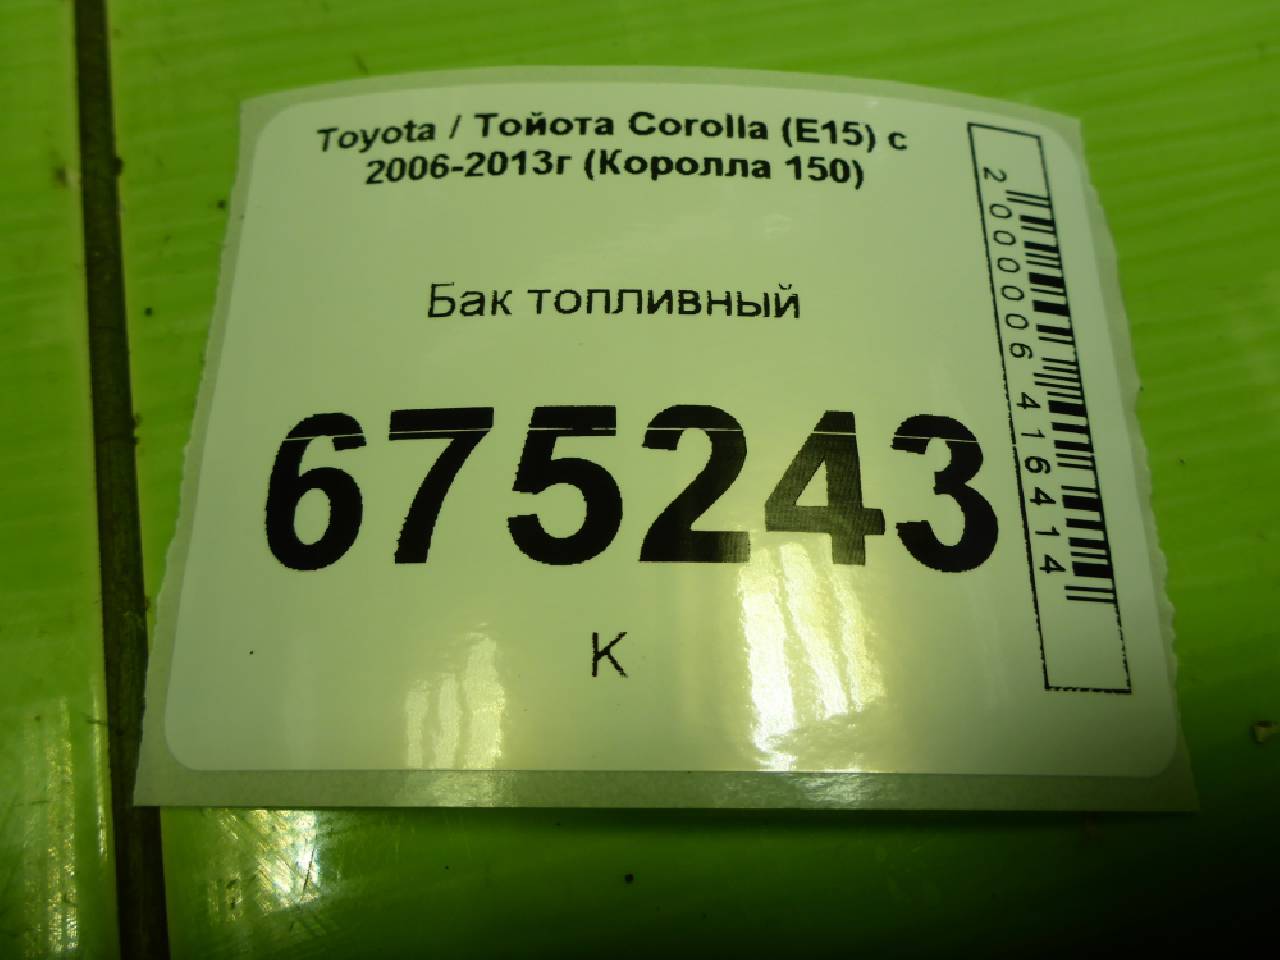 Toyota / Тойота Corolla (E15) с
2006-2013г (Королла 150)
Бак топливный
675243
К
2000006416414